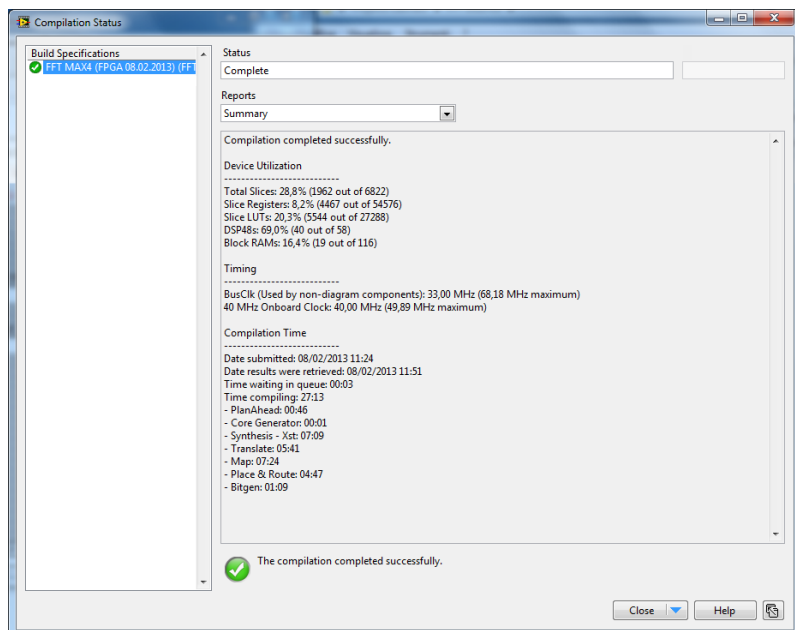 Compilation Status
Build Specifications
FFT MAX4 (FPGA 08.02.2013) (FFT
Status
Complete
Reports
Summary
Compilation completed successfully.
Device Utilization
---------------------------
Total Slices: 28,8% (1962 out of 6822)
Slice Registers: 8,2% (4467 out of 54576)
Slice LUTs: 20,3% (5544 out of 27288)
DSP48s: 69,0% (40 out of 58)
Block RAMs: 16,4% (19 out of 116)
Timing
---------------------------
BusClk (Used by non-diagram components): 33,00 MHz (68,18 MHz maximum)
40 MHz Onboard Clock: 40,00 MHz (49,89 MHz maximum)
Compilation Time
---------------------------
Date submitted: 08/02/2013 11:24
Date results were retrieved: 08/02/2013 11:51
Time waiting in queue: 00:03
Time compiling: 27:13
- PlanAhead: 00:46
- Core Generator: 00:01
- Synthesis - Xst: 07:09
- Translate: 05:41
- Map: 07:24
- Place & Route: 04:47
- Bitgen: 01:09
The compilation completed successfully.
Close
Help